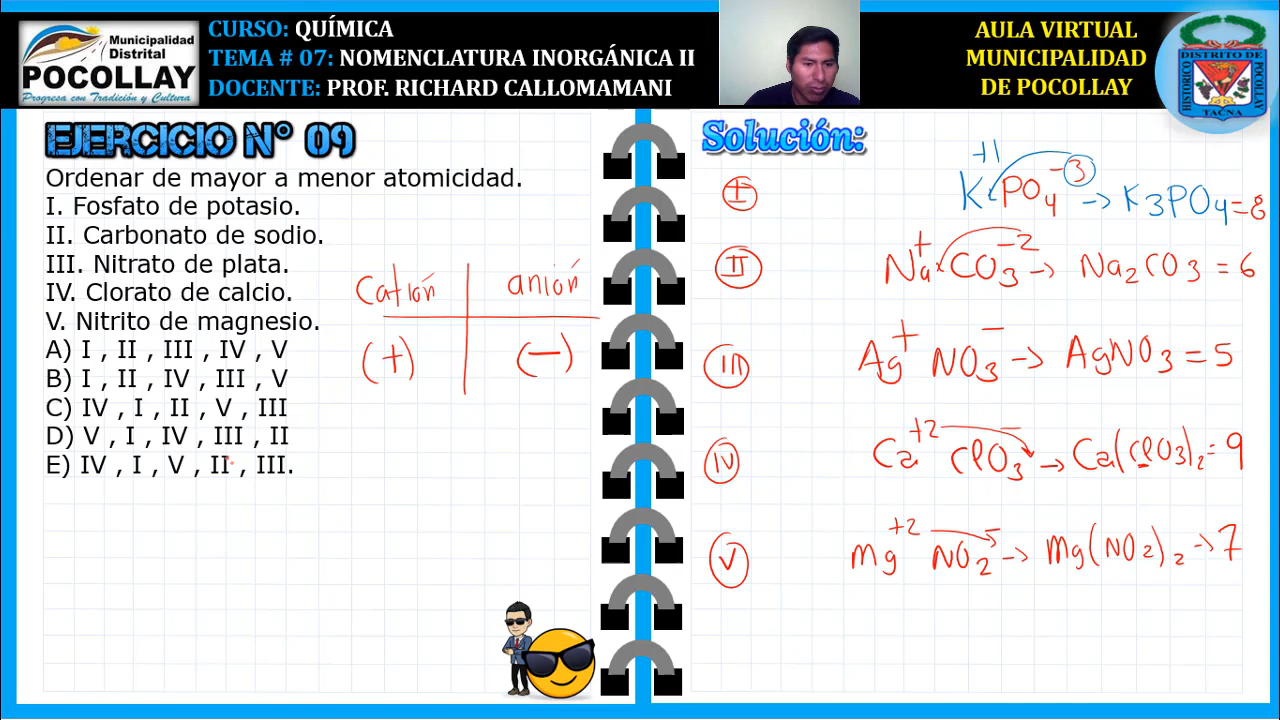 Municipalidad
Distrital
POCOLLAY
Progresa con Tradición y Cultura
CURSO: QUÍMICA
TEMA # 07: NOMENCLATURA INORGÁNICA II
DOCENTE: PROF. RICHARD CALLOMAMANI
AULA VIRTUAL
MUNICIPALIDAD
DE POCOLLAY
DISTRITO DE
HISTORICO
POCOLLAY
TACNA
EJERCICIO N° 09
Ordenar de mayor a menor atomicidad.
I. Fosfato de potasio.
II. Carbonato de sodio.
III. Nitrato de plata.
IV. Clorato de calcio.
V. Nitrito de magnesio.
A) I , II , III , IV , V
B) I , II , IV , III , V
C) IV , I , II , V , III
D) V , I , IV , III , II
E) IV , I , V , II , III.
catión anión
(+) (−)
Solución:
I K+1 PO4−3 → K3PO4 = 8
II Na+ CO3−2 → Na2CO3 = 6
III Ag+ NO3− → AgNO3 = 5
IV Ca+2 ClO3− → Ca(ClO3)2 = 9
V Mg+2 NO2− → Mg(NO2)2 → 7